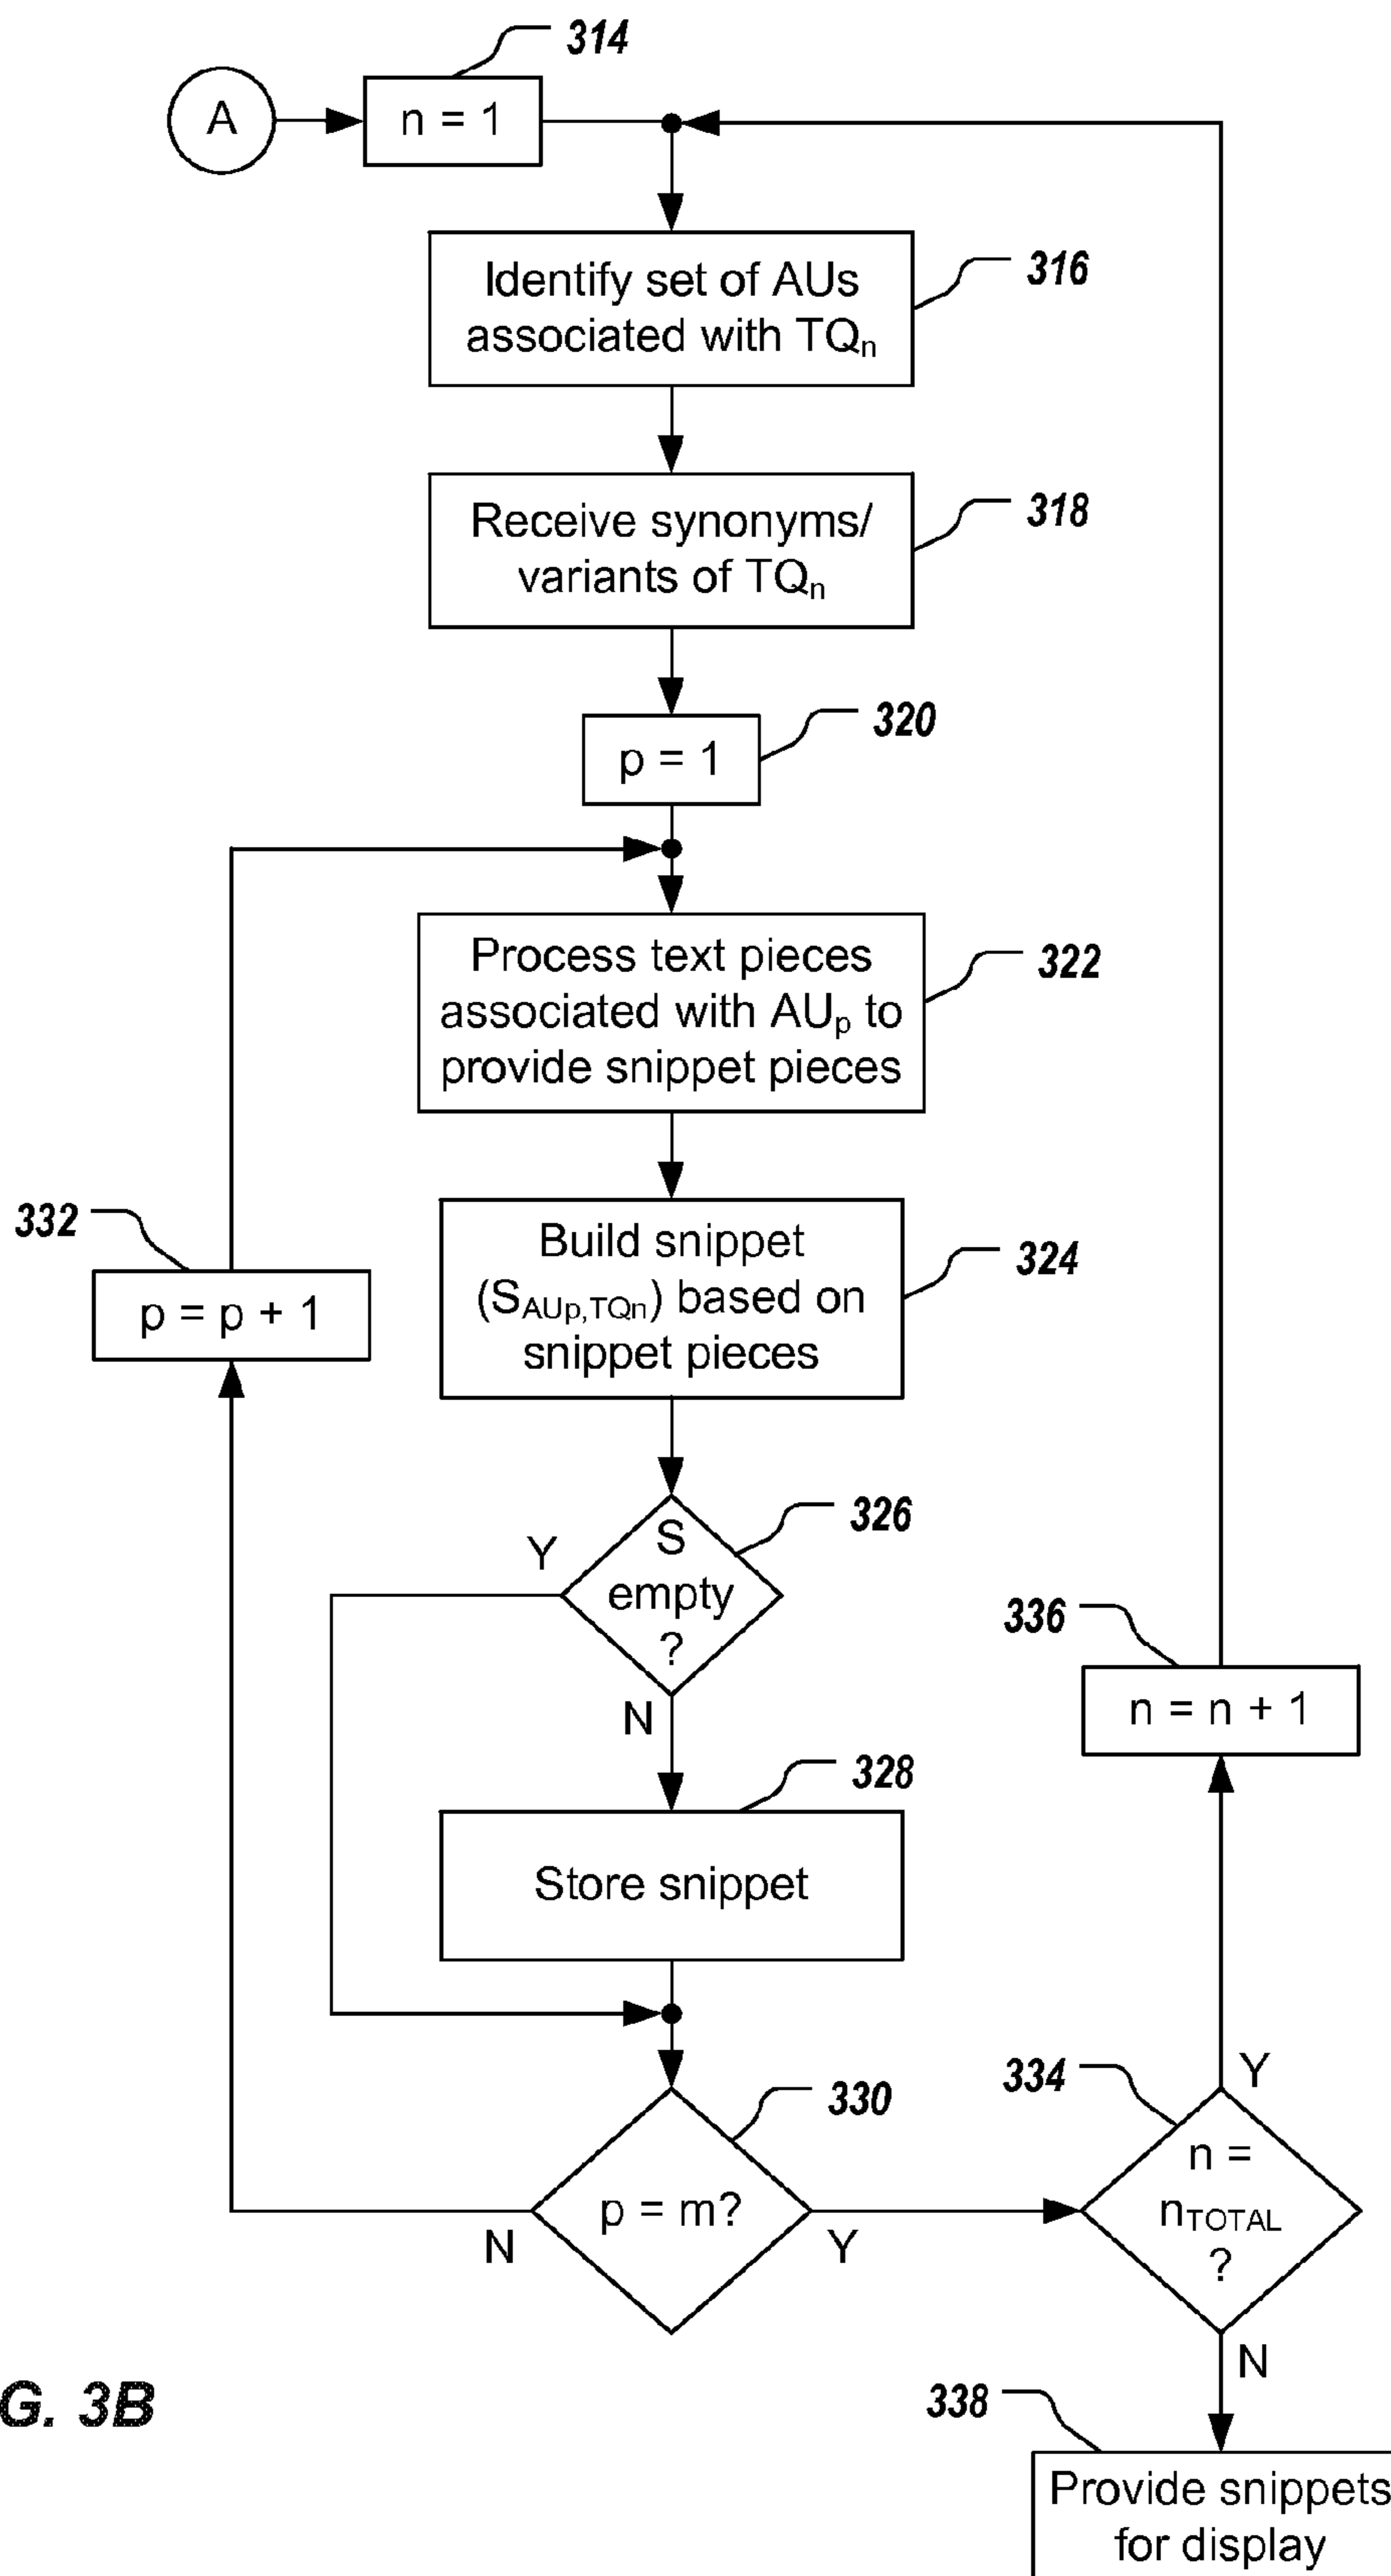 314
A
n = 1
Identify set of AUs
associated with TQn
316
Receive synonyms/
variants of TQn
318
p = 1
320
Process text pieces
associated with AUp to
provide snippet pieces
322
332
p = p + 1
Build snippet
(SAUp,TQn) based on
snippet pieces
324
Y
S
empty
?
326
N
336
n = n + 1
328
Store snippet
330
p = m?
N
Y
334
Y
n =
nTOTAL
?
N
G. 3B
338
Provide snippets
for display